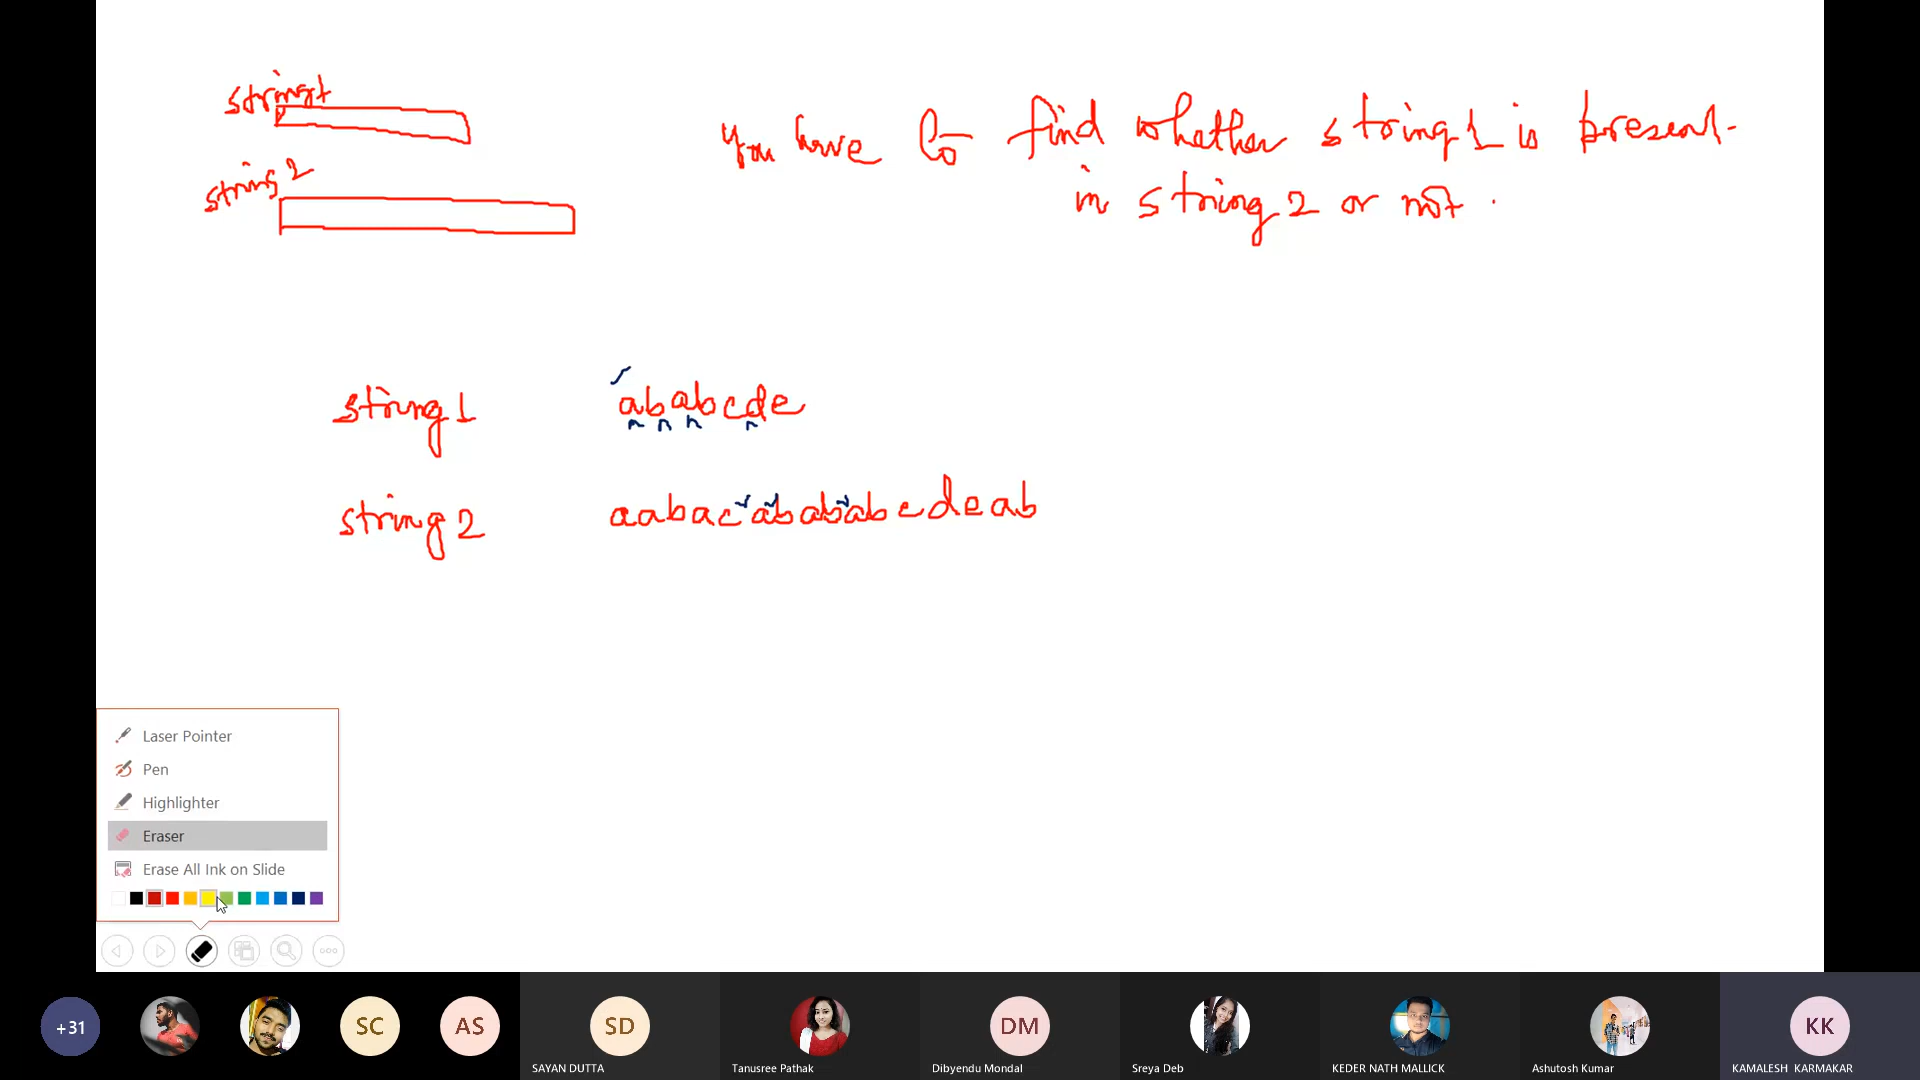 string1
string 2
you have to find whether string 1 is present
in string 2 or not.
string 1 ababcde
string 2 aabacabababcdeab
Laser Pointer
Pen
Highlighter
Eraser
Erase All Ink on Slide
+31
SC
AS
SD
DM
KK
SAYAN DUTTA
Tanusree Pathak
Dibyendu Mondal
Sreya Deb
KEDER NATH MALLICK
Ashutosh Kumar
KAMALESH KARMAKAR